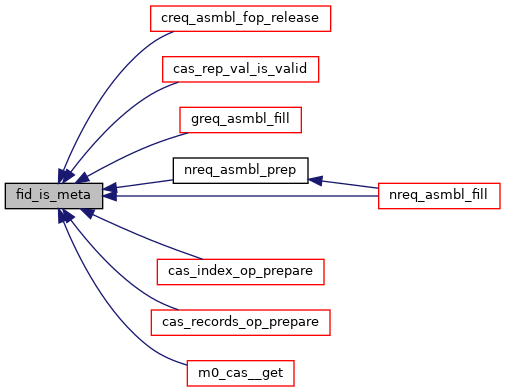 creq_asmbl_fop_release
cas_rep_val_is_valid
greq_asmbl_fill
nreq_asmbl_prep
fid_is_meta
nreq_asmbl_fill
cas_index_op_prepare
cas_records_op_prepare
m0_cas__get